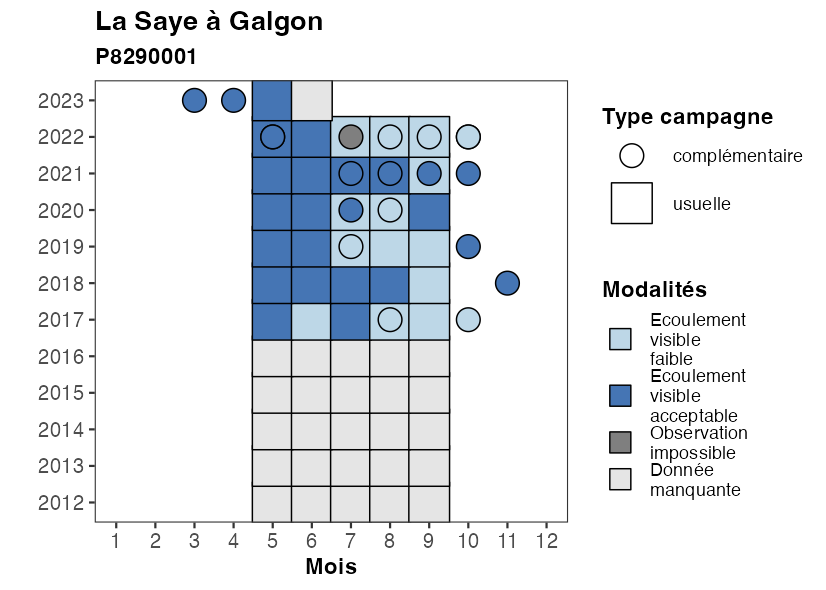 La Saye à Galgon
P8290001
2023
2022
2021
2020
2019
2018
2017
2016
2015
2014
2013
2012
1 2 3 4 5 6 7 8 9 10 11 12
Mois
Type campagne
complémentaire
usuelle
Modalités
Ecoulement
visible
faible
Ecoulement
visible
acceptable
Observation
impossible
Donnée
manquante